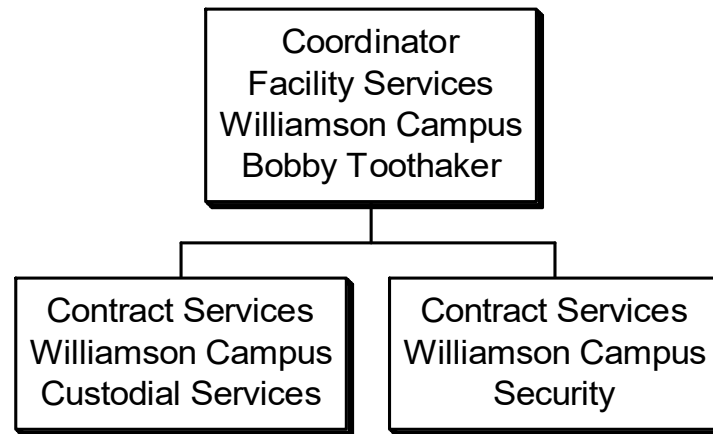 Coordinator
Facility Services
Williamson Campus
Bobby Toothaker
Contract Services
Williamson Campus
Custodial Services
Contract Services
Williamson Campus
Security